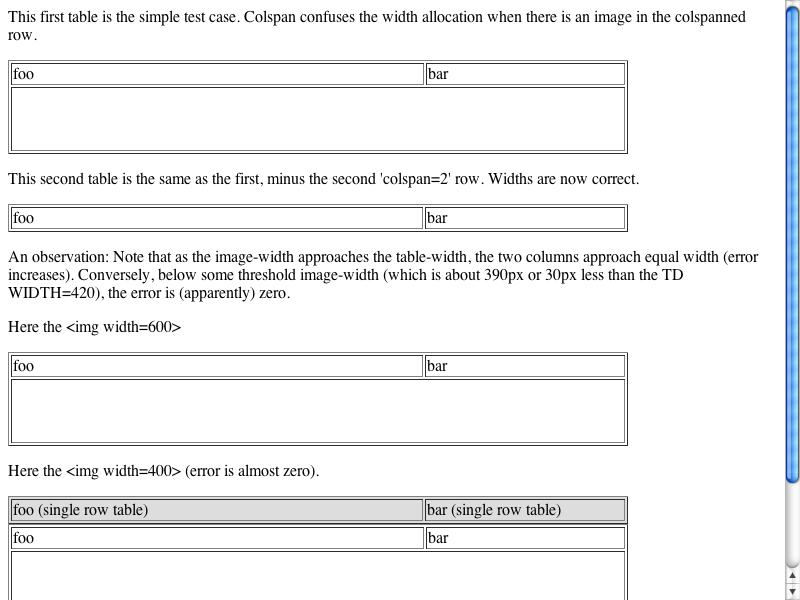 This first table is the simple test case. Colspan confuses the width allocation when there is an image in the colspanned
row.
foo bar
This second table is the same as the first, minus the second 'colspan=2' row. Widths are now correct.
foo bar
An observation: Note that as the image-width approaches the table-width, the two columns approach equal width (error
increases). Conversely, below some threshold image-width (which is about 390px or 30px less than the TD
WIDTH=420), the error is (apparently) zero.
Here the <img width=600>
foo bar
Here the <img width=400> (error is almost zero).
foo (single row table) bar (single row table)
foo bar